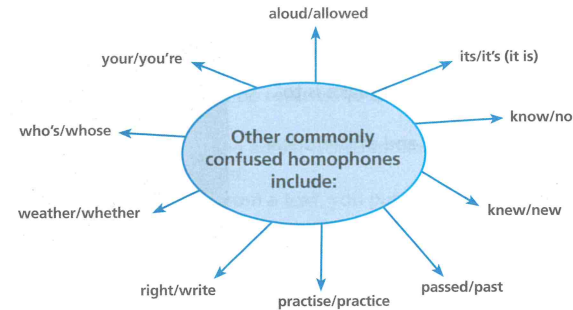 aloud/allowed
your/you're
its/it's (it is)
know/no
who's/whose
Other commonly
confused homophones
include:
weather/whether
knew/new
right/write
practise/practice
passed/past